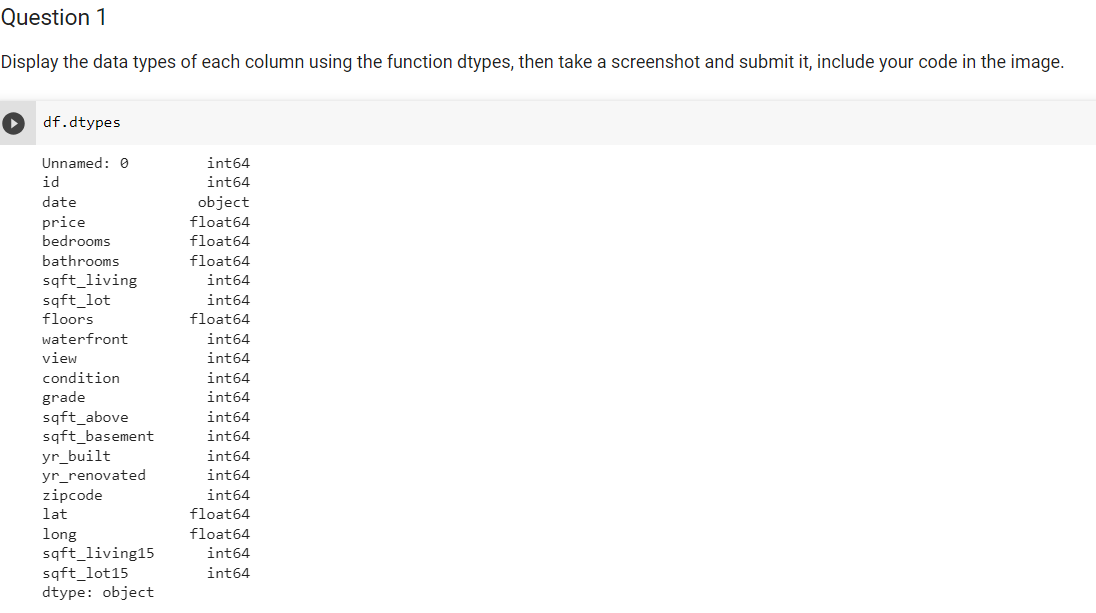 Question 1
Display the data types of each column using the function dtypes, then take a screenshot and submit it, include your code in the image.
df.dtypes
Unnamed: 0 int64
id int64
date object
price float64
bedrooms float64
bathrooms float64
sqft_living int64
sqft_lot int64
floors float64
waterfront int64
view int64
condition int64
grade int64
sqft_above int64
sqft_basement int64
yr_built int64
yr_renovated int64
zipcode int64
lat float64
long float64
sqft_living15 int64
sqft_lot15 int64
dtype: object